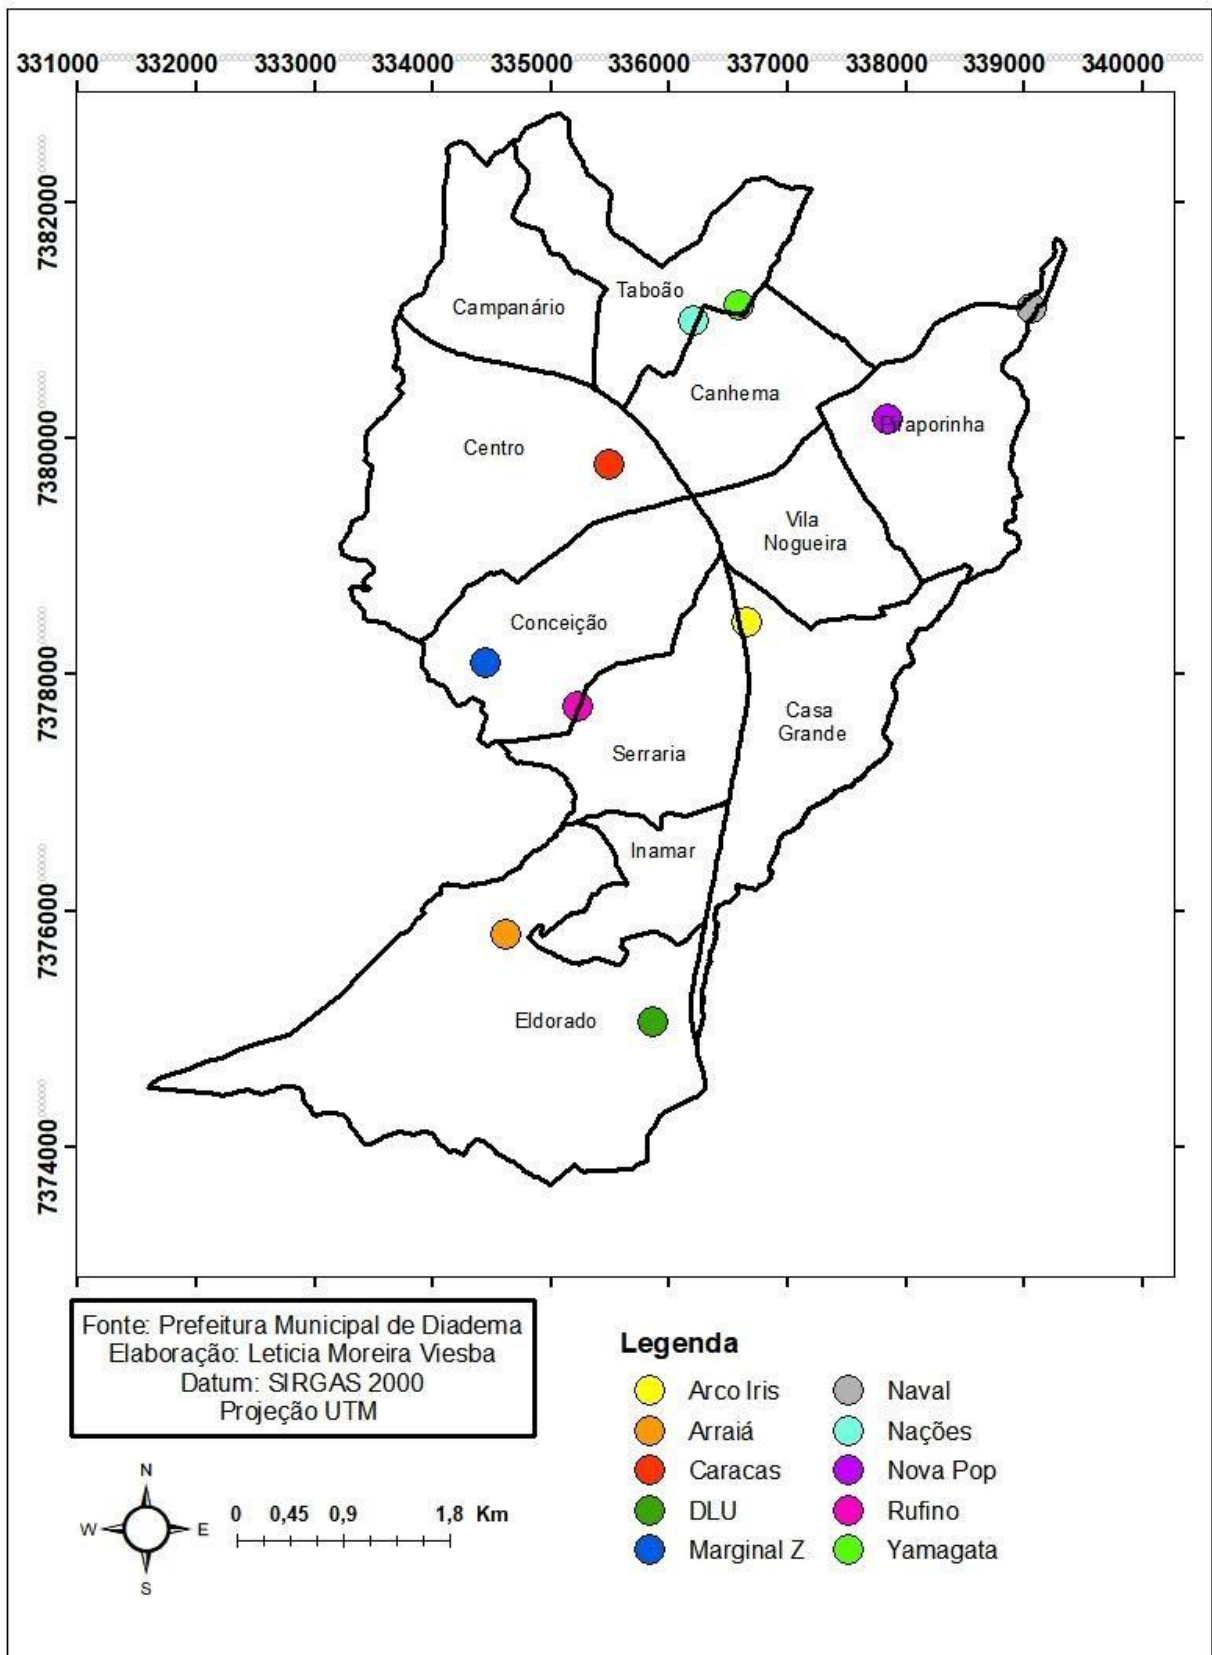 331000 332000 333000 334000 335000 336000 337000 338000 339000 340000
7382000
7380000
7378000
7376000
7374000
Taboão
Campanário
Canhema
Piraporinha
Centro
Vila
Nogueira
Conceição
Casa
Grande
Serraria
Inamar
Eldorado
Fonte: Prefeitura Municipal de Diadema
Elaboração: Leticia Moreira Viesba
Datum: SIRGAS 2000
Projeção UTM
N
W E
S
0 0,45 0,9 1,8 Km
Legenda
Arco Iris
Arraiá
Caracas
DLU
Marginal Z
Naval
Nações
Nova Pop
Rufino
Yamagata